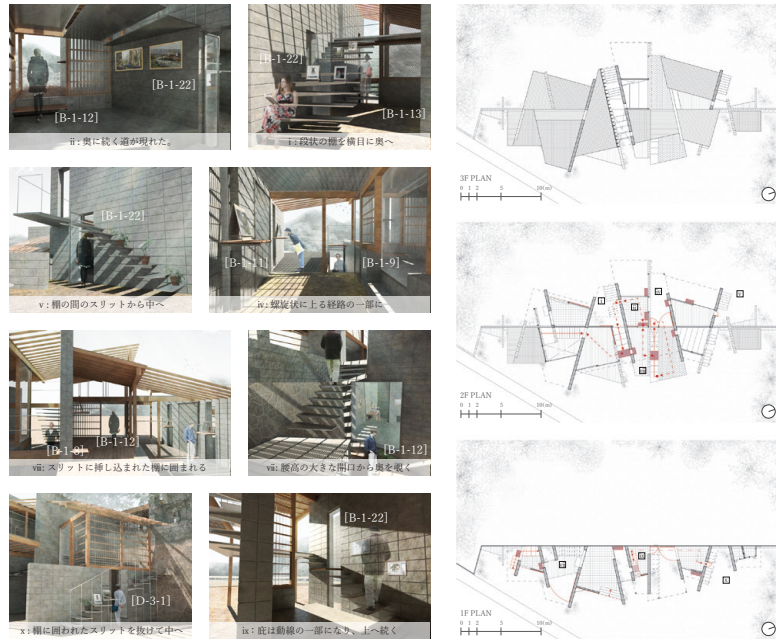 [B-1-22]
[B-1-12]
ii : 奥に続く道が現れた。
[B-1-22]
[B-1-13]
i : 段状の棚を横目に奥へ
[B-1-22]
v : 棚の間のスリットから中へ
[B-1-11]
[B-1-9]
iv : 螺旋状に上る経路の一部に
[B-1-12]
viii: スリットに挿し込まれた棚に囲まれる
[B-1-12]
vii: 腰高の大きな開口から奥を覗く
[D-3-1]
x : 棚に囲われたスリットを抜けて中へ
[B-1-22]
ix : 庇は動線の一部になり、上へ続く
3F PLAN
0 1 2 5 10(m)
2F PLAN
0 1 2 5 10(m)
1F PLAN
0 1 2 5 10(m)